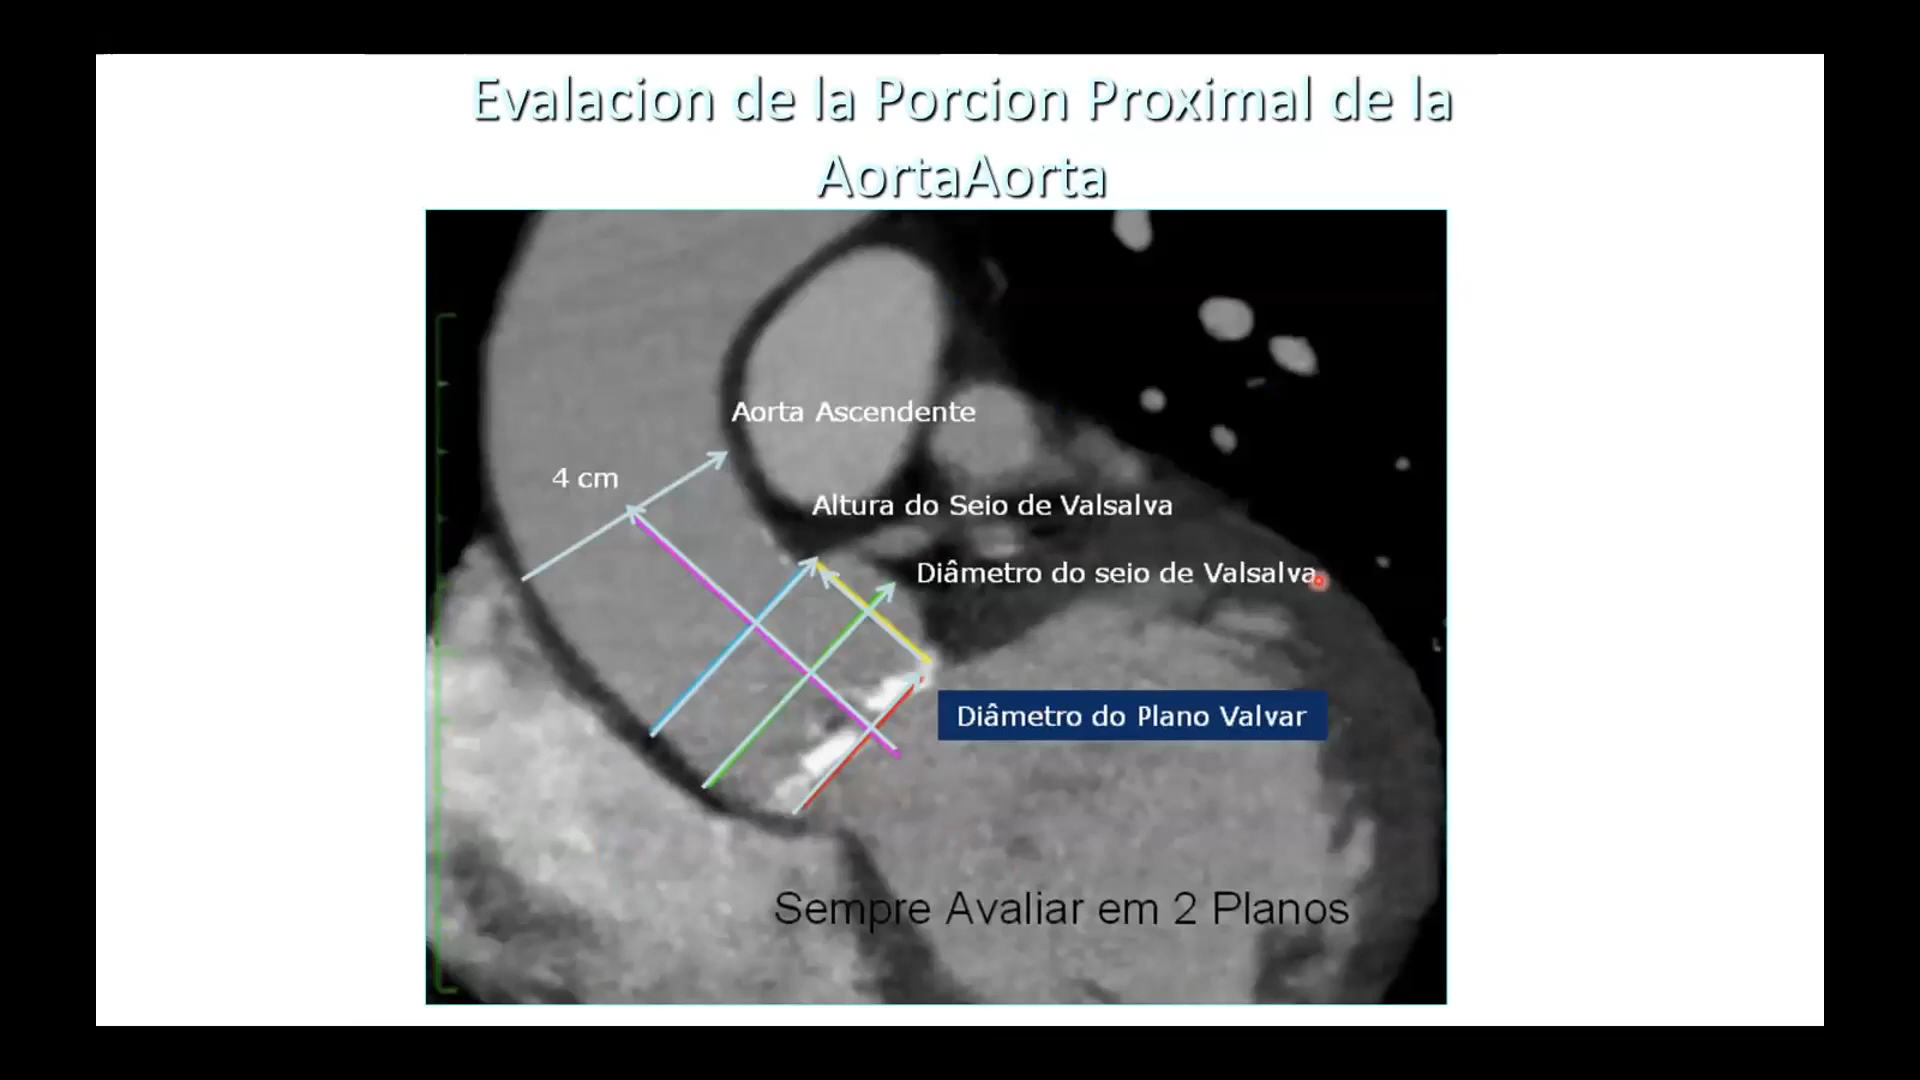 Evalacion de la Porcion Proximal de la
AortaAorta
Aorta Ascendente
4 cm
Altura do Seio de Valsalva
Diâmetro do seio de Valsalva
Diâmetro do Plano Valvar
Sempre Avaliar em 2 Planos